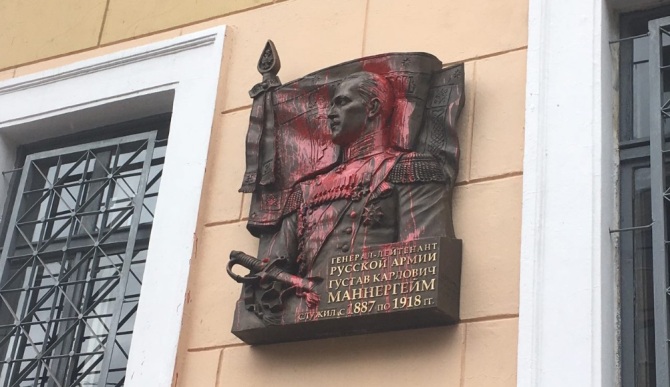 ГЕНЕРАЛ-ЛЕЙТЕНАНТ
РУССКОЙ АРМИИ
ГУСТАВ КАРЛОВИЧ
МАННЕРГЕЙМ
СЛУЖИЛ С 1887 ПО 1918 ГГ.